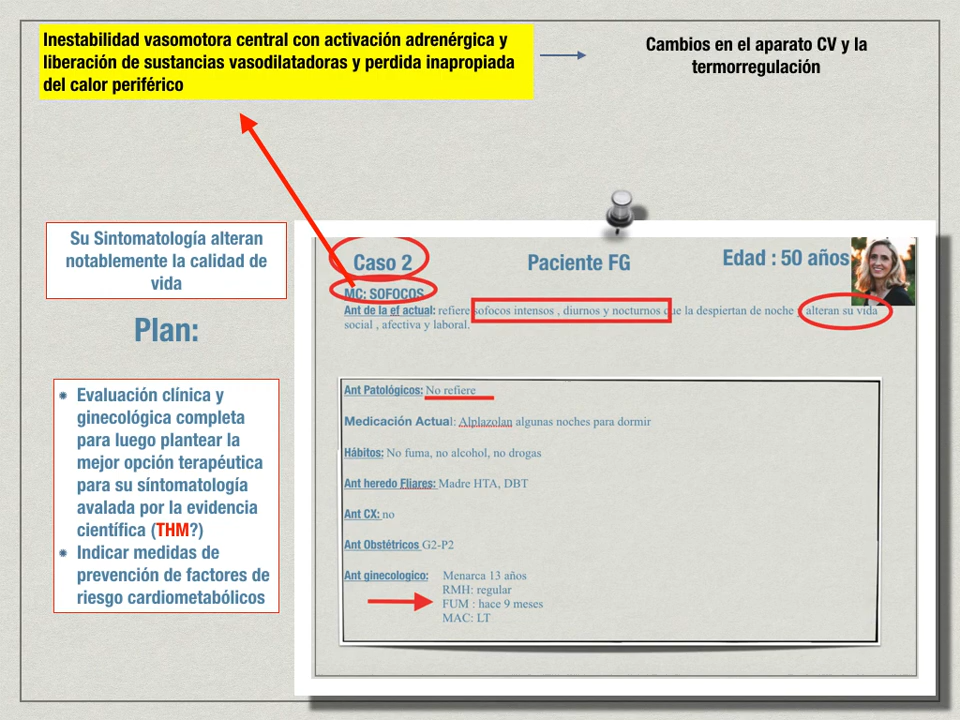 Inestabilidad vasomotora central con activación adrenérgica y
liberación de sustancias vasodilatadoras y perdida inapropiada
del calor periférico
Cambios en el aparato CV y la
termorregulación
Su Sintomatología alteran
notablemente la calidad de
vida
Plan:
Evaluación clínica y
ginecológica completa
para luego plantear la
mejor opción terapéutica
para su síntomatología
avalada por la evidencia
científica (THM?)
Indicar medidas de
prevención de factores de
riesgo cardiometabólicos
Caso 2 Paciente FG Edad : 50 años
MC: SOFOCOS
Ant de la ef actual: refiere sofocos intensos , diurnos y nocturnos que la despiertan de noche y alteran su vida
social , afectiva y laboral.
Ant Patológicos: No refiere
Medicación Actual: Alplazolan algunas noches para dormir
Hábitos: No fuma, no alcohol, no drogas
Ant heredo Fliares: Madre HTA, DBT
Ant CX: no
Ant Obstétricos G2-P2
Ant ginecologico: Menarca 13 años
RMH: regular
FUM : hace 9 meses
MAC: LT